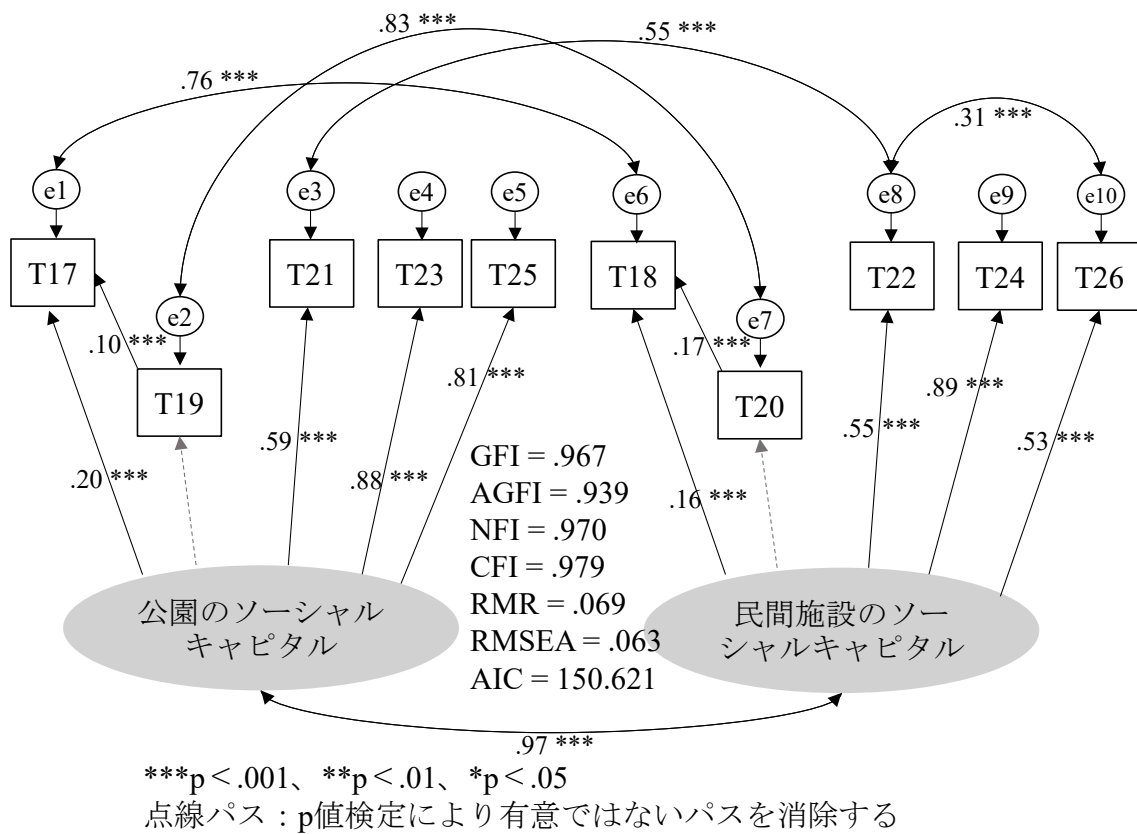 .83 ***
.55 ***
.76 ***
.31 ***
e1
e3
e4
e5
e6
e8
e9
e10
T17
T21
T23
T25
T18
T22
T24
T26
e2
e7
.10 ***
.17 ***
T19
T20
.81 ***
.89 ***
.59 ***
.55 ***
.53 ***
.20 ***
.88 ***
.16 ***
GFI = .967
AGFI = .939
NFI = .970
CFI = .979
RMR = .069
RMSEA = .063
AIC = 150.621
公園のソーシャル
キャピタル
民間施設のソー
シャルキャピタル
.97 ***
***p＜.001、**p＜.01、*p＜.05
点線パス：p値検定により有意ではないパスを消除する